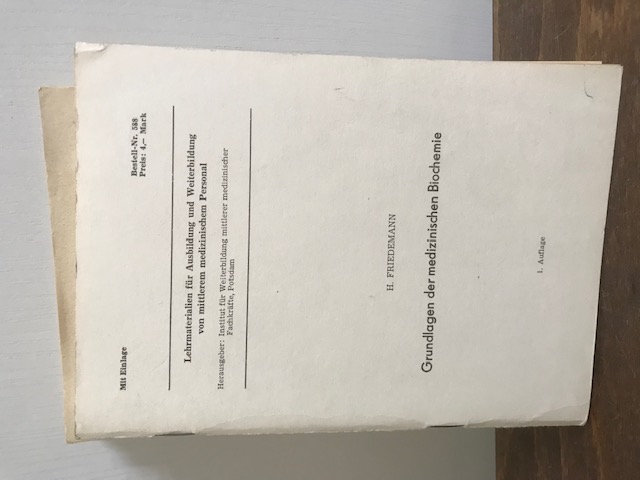 Mit Einlage
Bestell-Nr. 588
Preis: 4,— Mark
Lehrmaterialien für Ausbildung und Weiterbildung
von mittlerem medizinischem Personal
Herausgeber: Institut für Weiterbildung mittlerer medizinischer
Fachkräfte, Potsdam
H. FRIEDEMANN
Grundlagen der medizinischen Biochemie
1. Auflage